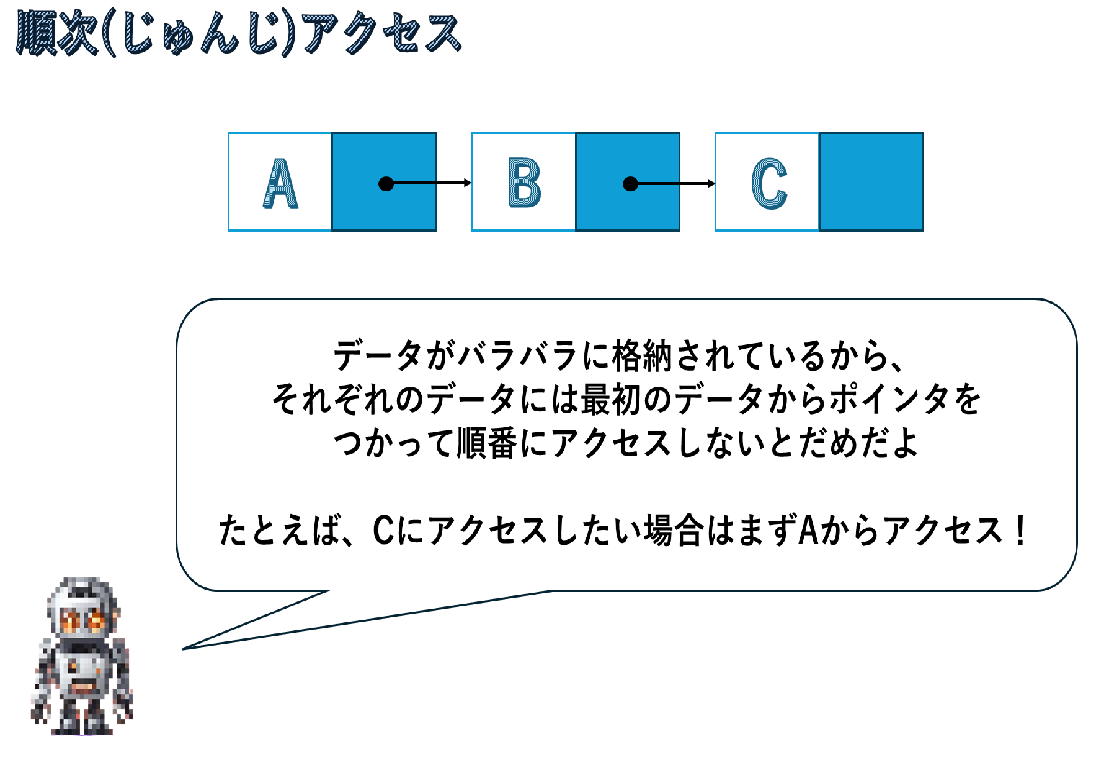 順次(じゅんじ)アクセス
A B C
データがバラバラに格納されているから、
それぞれのデータには最初のデータからポインタを
つかって順番にアクセスしないとだめだよ
たとえば、Cにアクセスしたい場合はまずAからアクセス！